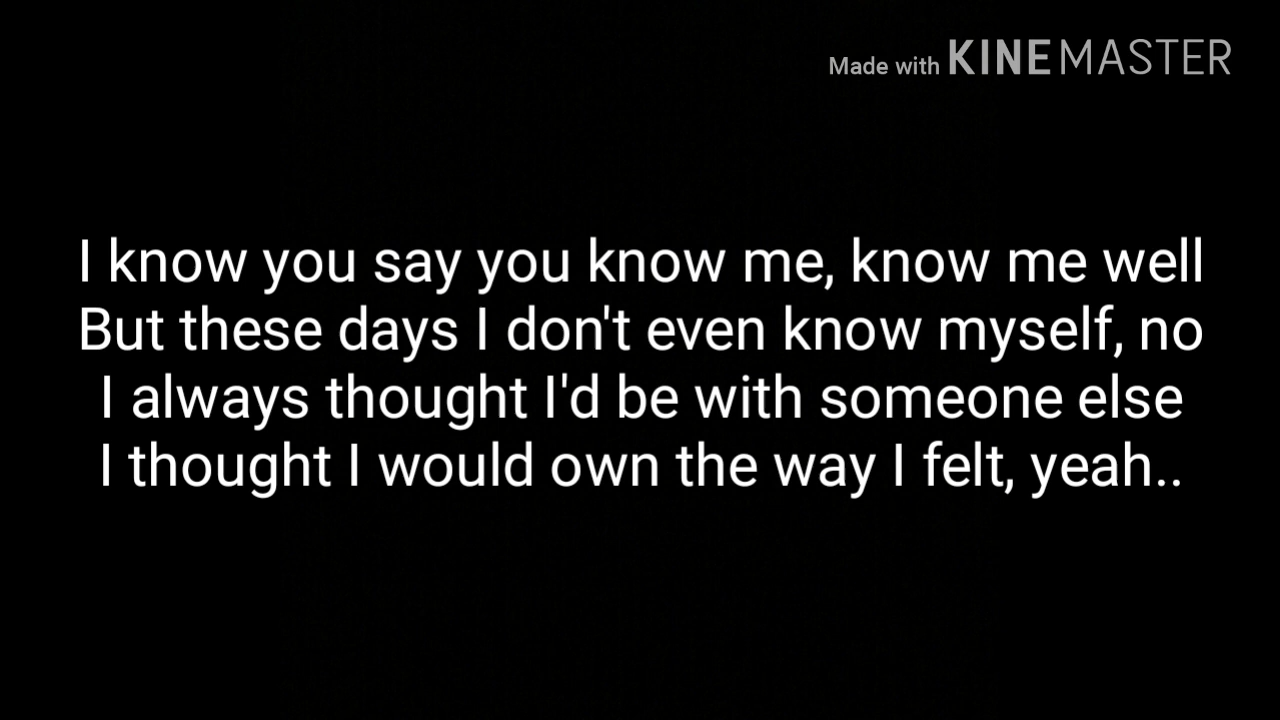 Made with KINEMASTER
I know you say you know me, know me well
But these days I don't even know myself, no
I always thought I'd be with someone else
I thought I would own the way I felt, yeah..